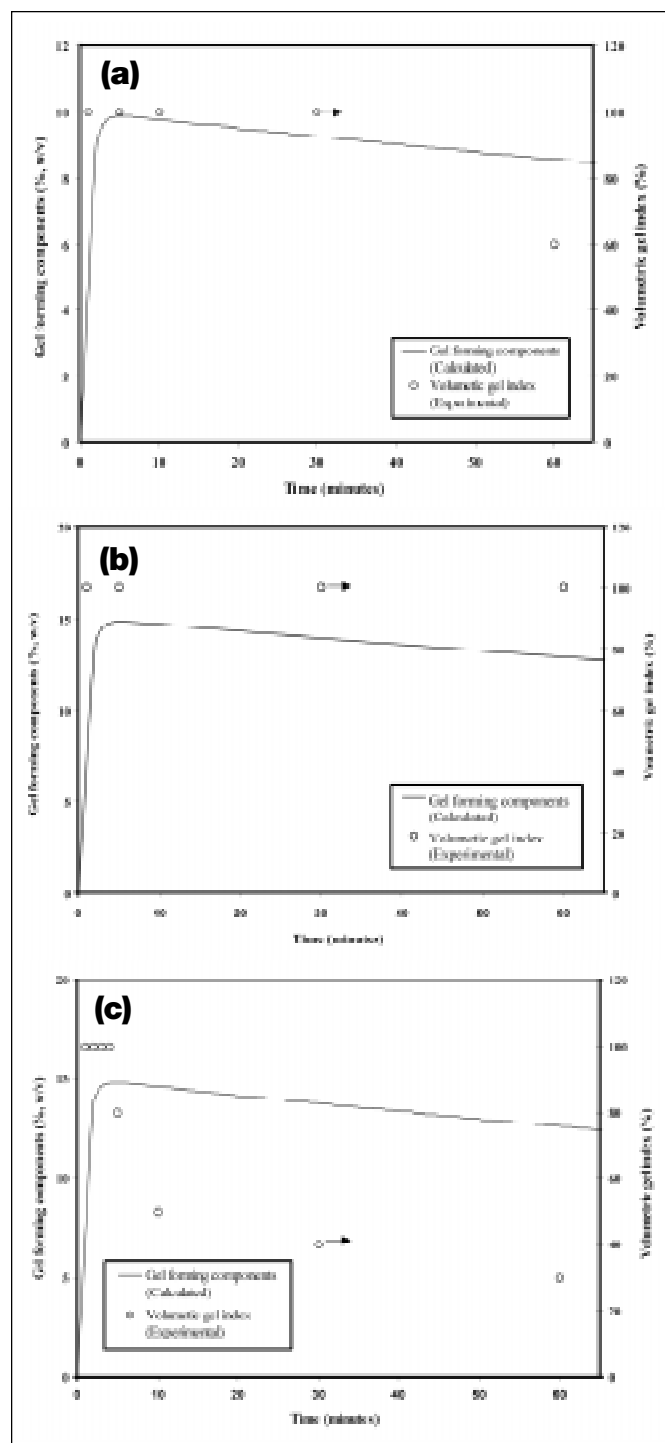 (a)
12
10
8
6
4
2
0
Gel forming components (%, w/v)
120
100
80
60
40
20
0
Volumetric gel index (%)
Gel forming components
(Calculated)
Volumetic gel index
(Experimental)
0 10 20 30 40 50 60
Time (minutes)
(b)
20
15
10
5
0
Gel forming components (%, w/v)
120
100
80
60
40
20
0
Volumetric gel index (%)
Gel forming components
(Calculated)
Volumetic gel index
(Experimental)
0 10 20 30 40 50 60
Time (minutes)
(c)
20
15
10
5
0
Gel forming components (%, w/v)
120
100
80
60
40
20
0
Volumetric gel index (%)
Gel forming components
(Calculated)
Volumetic gel index
(Experimental)
0 10 20 30 40 50 60
Time (minutes)